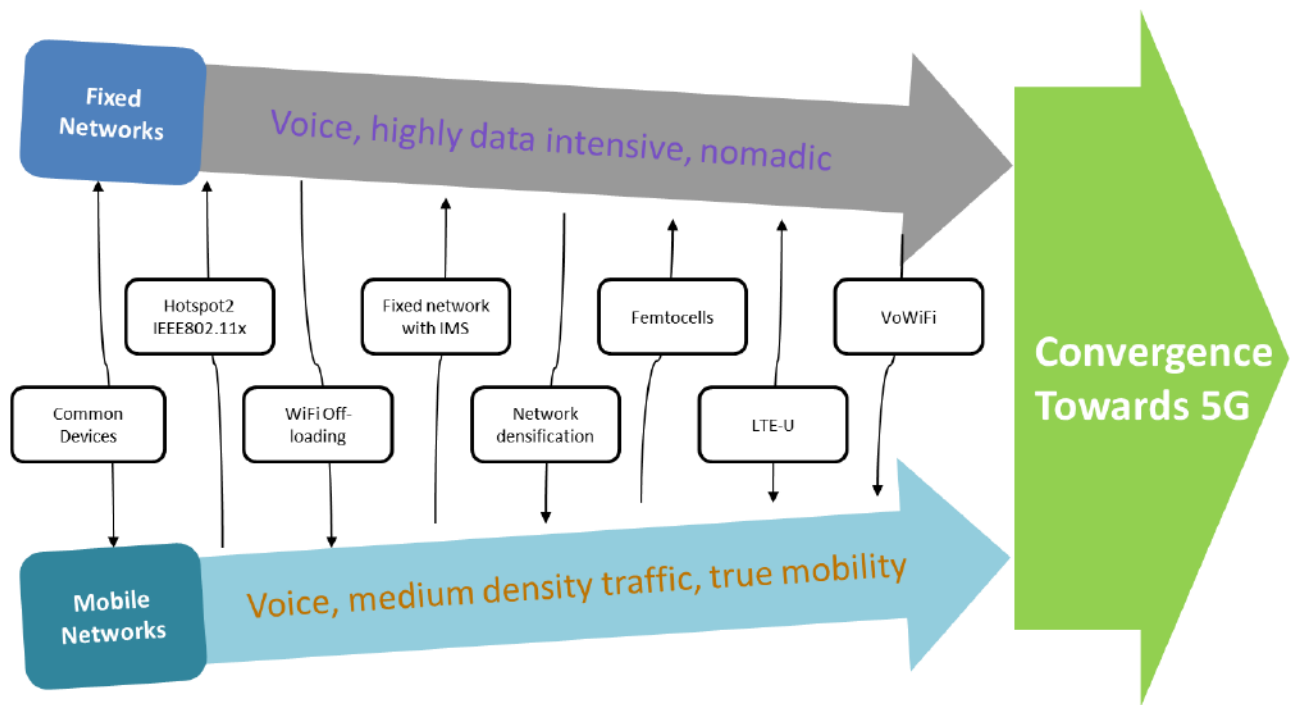 Fixed
Networks
Voice, highly data intensive, nomadic
Hotspot2
IEEE802.11x
Fixed network
with IMS
Femtocells
VoWiFi
Common
Devices
WiFi Off-
loading
Network
densification
LTE-U
Convergence
Towards 5G
Mobile
Networks
Voice, medium density traffic, true mobility